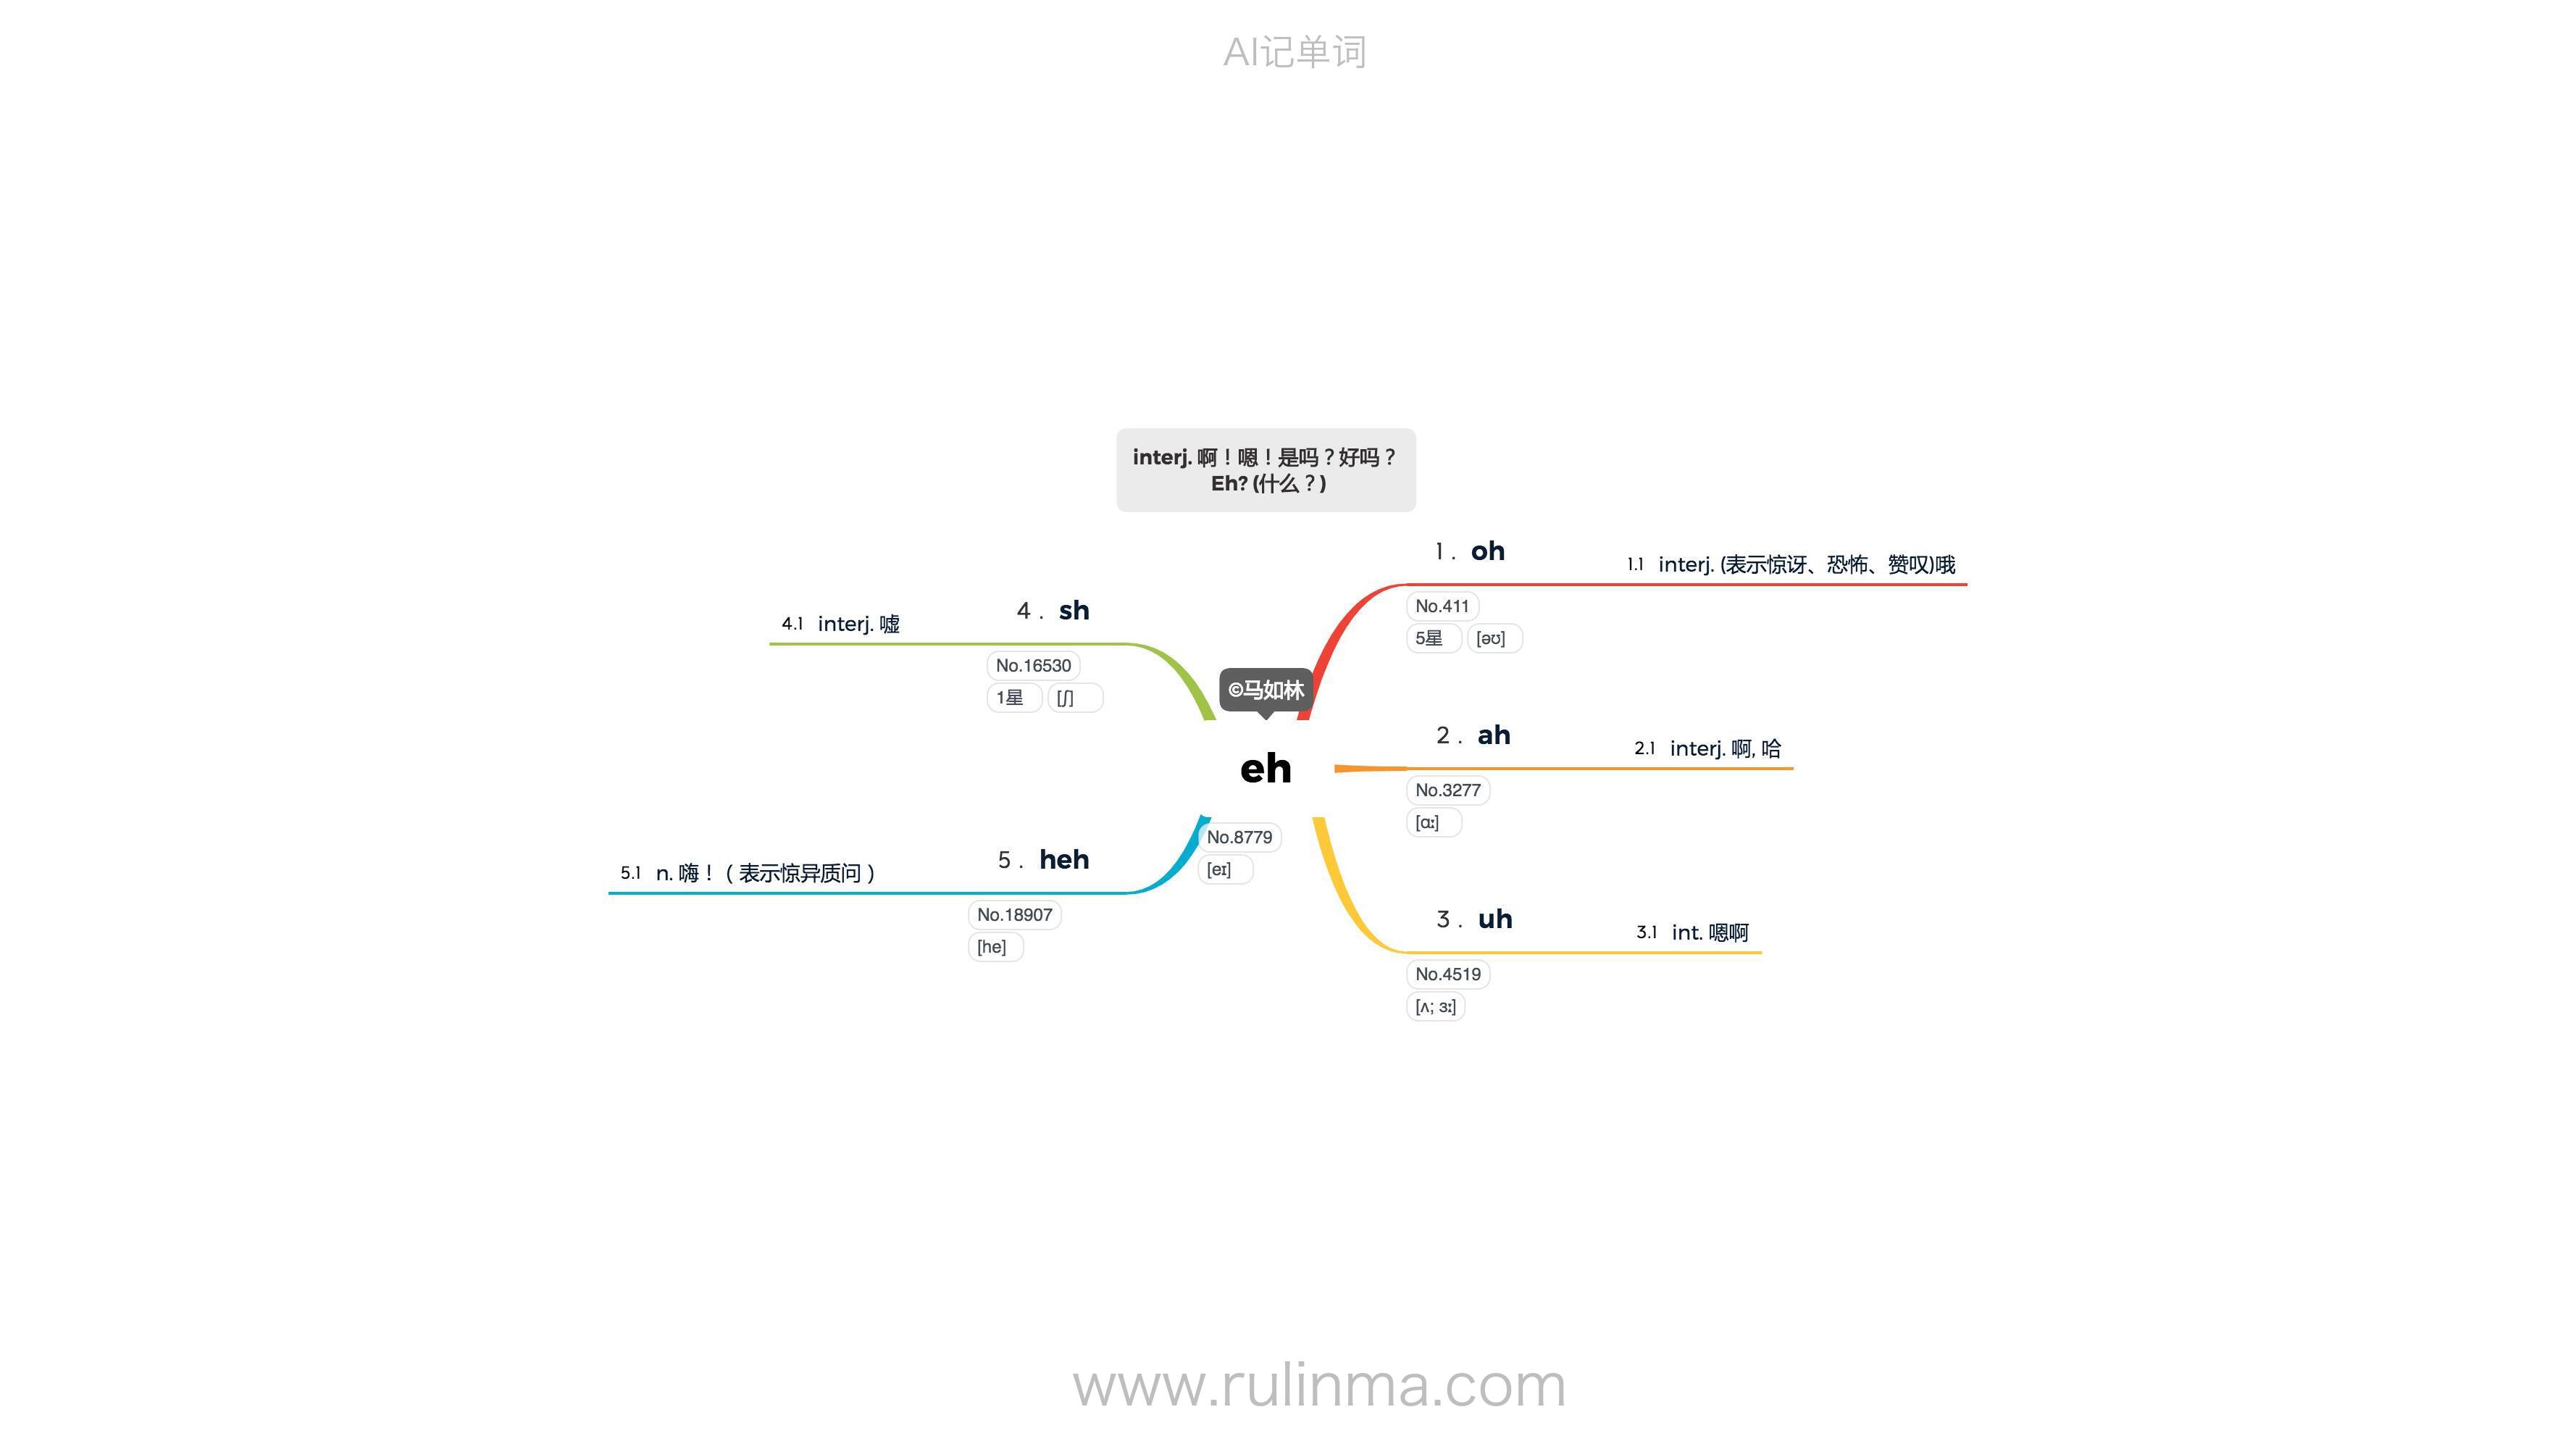 AI记单词
interj. 啊！嗯！是吗？好吗？
Eh? (什么？)
1 . oh
1.1 interj. (表示惊讶、恐怖、赞叹)哦
No.411
5星 [əʊ]
4 . sh
4.1 interj. 嘘
No.16530
1星 [ʃ]
©马如林
eh
No.8779
[eɪ]
2 . ah
2.1 interj. 啊, 哈
No.3277
[ɑː]
5 . heh
5.1 n. 嗨！（表示惊异质问）
No.18907
[he]
3 . uh
3.1 int. 嗯啊
No.4519
[ʌ; ɜː]
www.rulinma.com